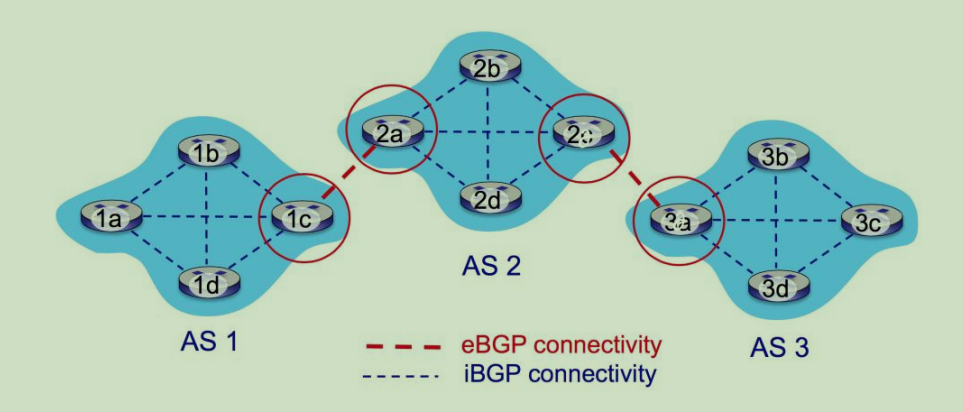 2b
2a
2c
2d
AS 2
1b
1a
1c
1d
AS 1
3b
3a
3c
3d
AS 3
eBGP connectivity
iBGP connectivity